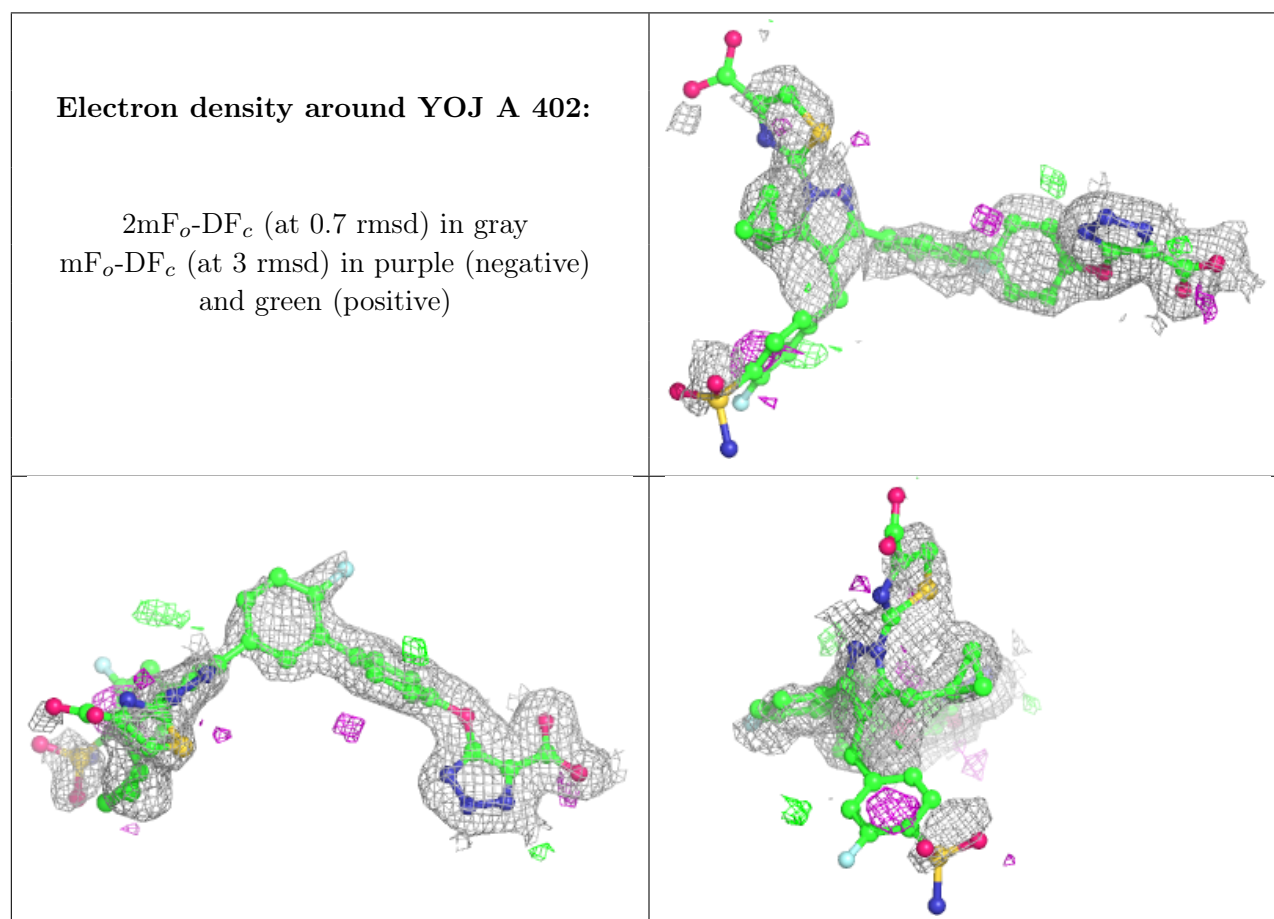 Electron density around YOJ A 402:
2mFo-DFc (at 0.7 rmsd) in gray
mFo-DFc (at 3 rmsd) in purple (negative)
and green (positive)